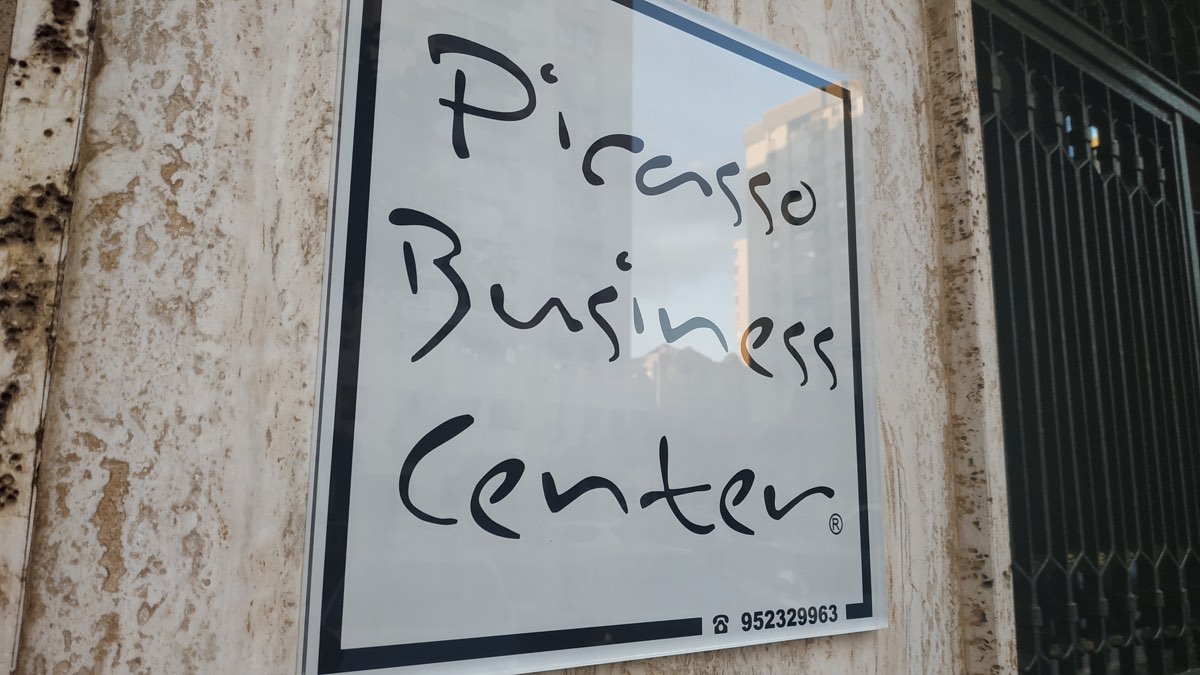 Picasso
Business
Center®
☎ 952329963